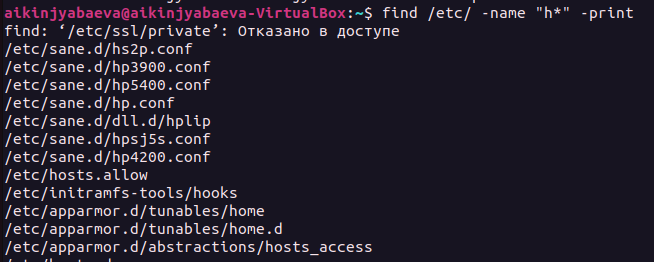 aikinjyabaeva@aikinjyabaeva-VirtualBox:~$ find /etc/ -name "h*" -print
find: ‘/etc/ssl/private’: Отказано в доступе
/etc/sane.d/hs2p.conf
/etc/sane.d/hp3900.conf
/etc/sane.d/hp5400.conf
/etc/sane.d/hp.conf
/etc/sane.d/dll.d/hplip
/etc/sane.d/hpsj5s.conf
/etc/sane.d/hp4200.conf
/etc/hosts.allow
/etc/initramfs-tools/hooks
/etc/apparmor.d/tunables/home
/etc/apparmor.d/tunables/home.d
/etc/apparmor.d/abstractions/hosts_access